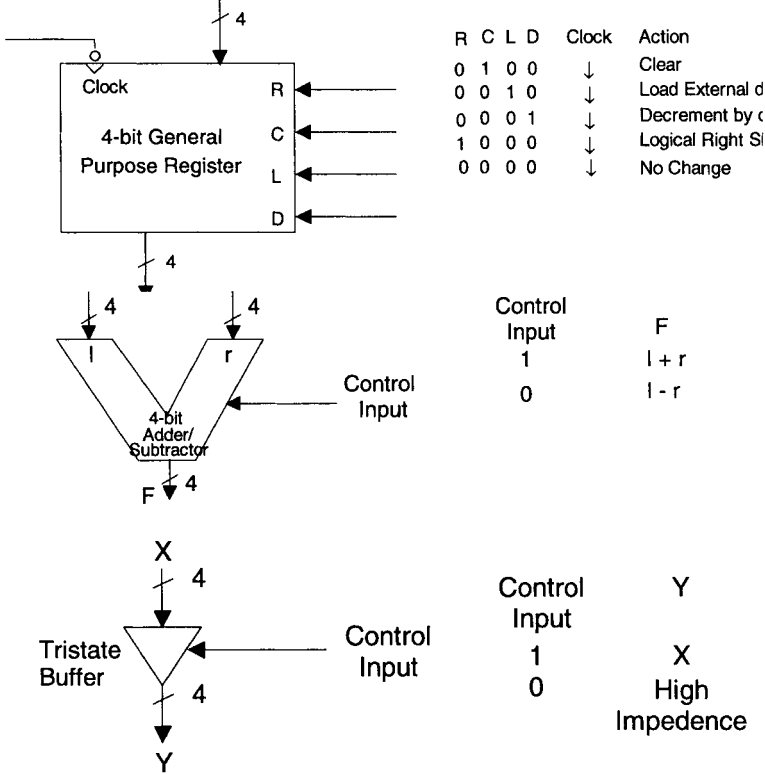 4
R C L D Clock Action
Clock
0 1 0 0 ↓ Clear
R
0 0 1 0 ↓ Load External
0 0 0 1 ↓ Decrement by
4-bit General
Purpose Register
C
1 0 0 0 ↓ Logical Right
0 0 0 0 ↓ No Change
L
D
4
4
4
l
r
Control
Input
F
1
l + r
0
l - r
Control
Input
4-bit
Adder/
Subtractor
F
4
X
4
Tristate
Buffer
Control
Input
4
Y
Control
Input
Y
1
X
0
High
Impedence